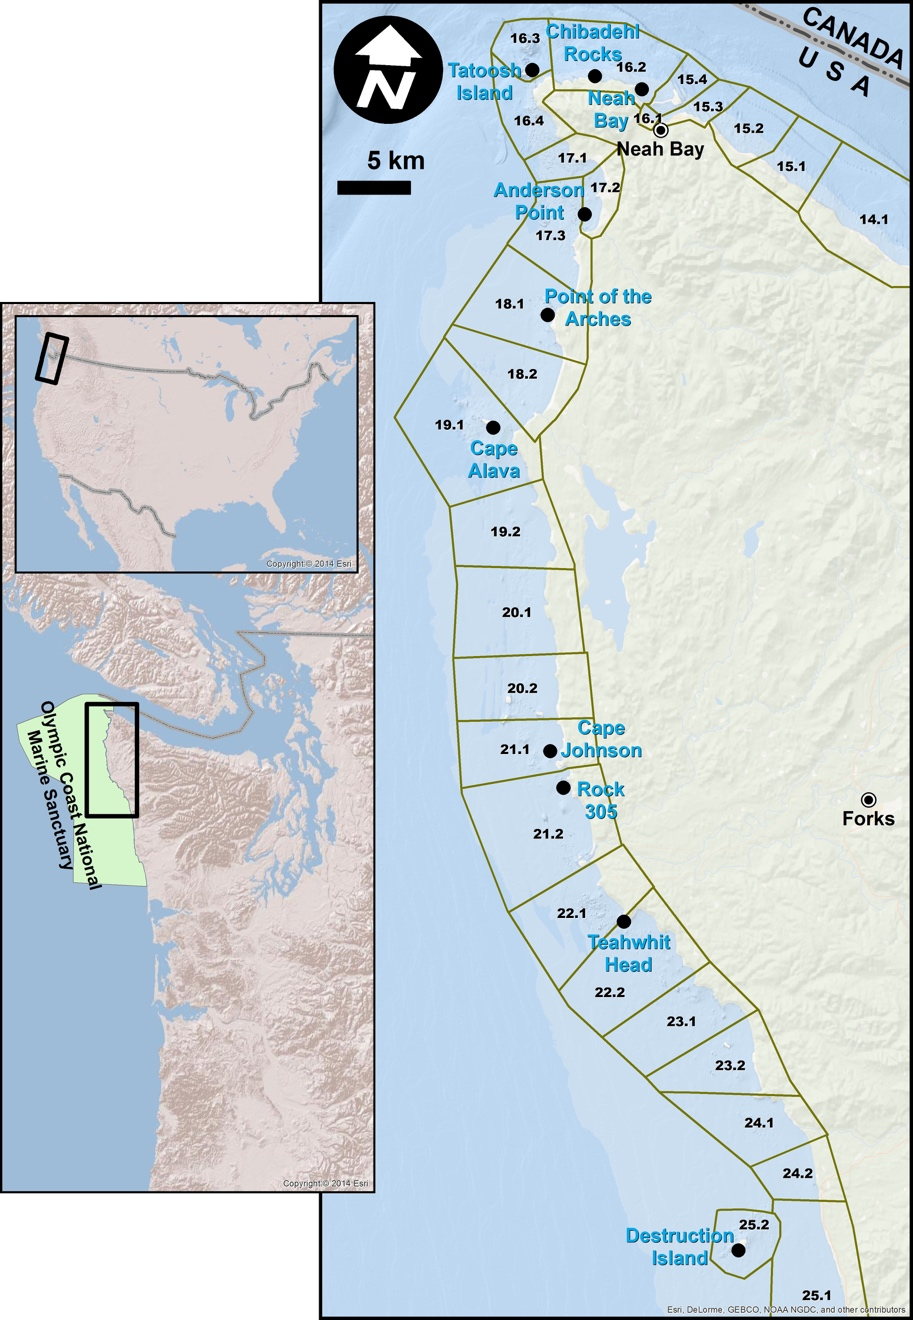 CANADA
USA
N
5 km
16.3
Chibadehl
Rocks
16.2
Tatoosh
Island
15.4
Neah
Bay
15.3
16.1
16.4
15.2
Neah Bay
17.1
15.1
Anderson
Point
17.2
14.1
17.3
18.1
Point of the
Arches
18.2
19.1
Cape
Alava
19.2
20.1
20.2
Cape
Johnson
21.1
Rock
305
21.2
Forks
22.1
Teahwhit
Head
22.2
23.1
23.2
24.1
24.2
25.2
Destruction
Island
25.1
Esri, DeLorme, GEBCO, NOAA NGDC, and other contributors
Copyright © 2014 Esri
Olympic Coast National
Marine Sanctuary
Copyright © 2014 Esri